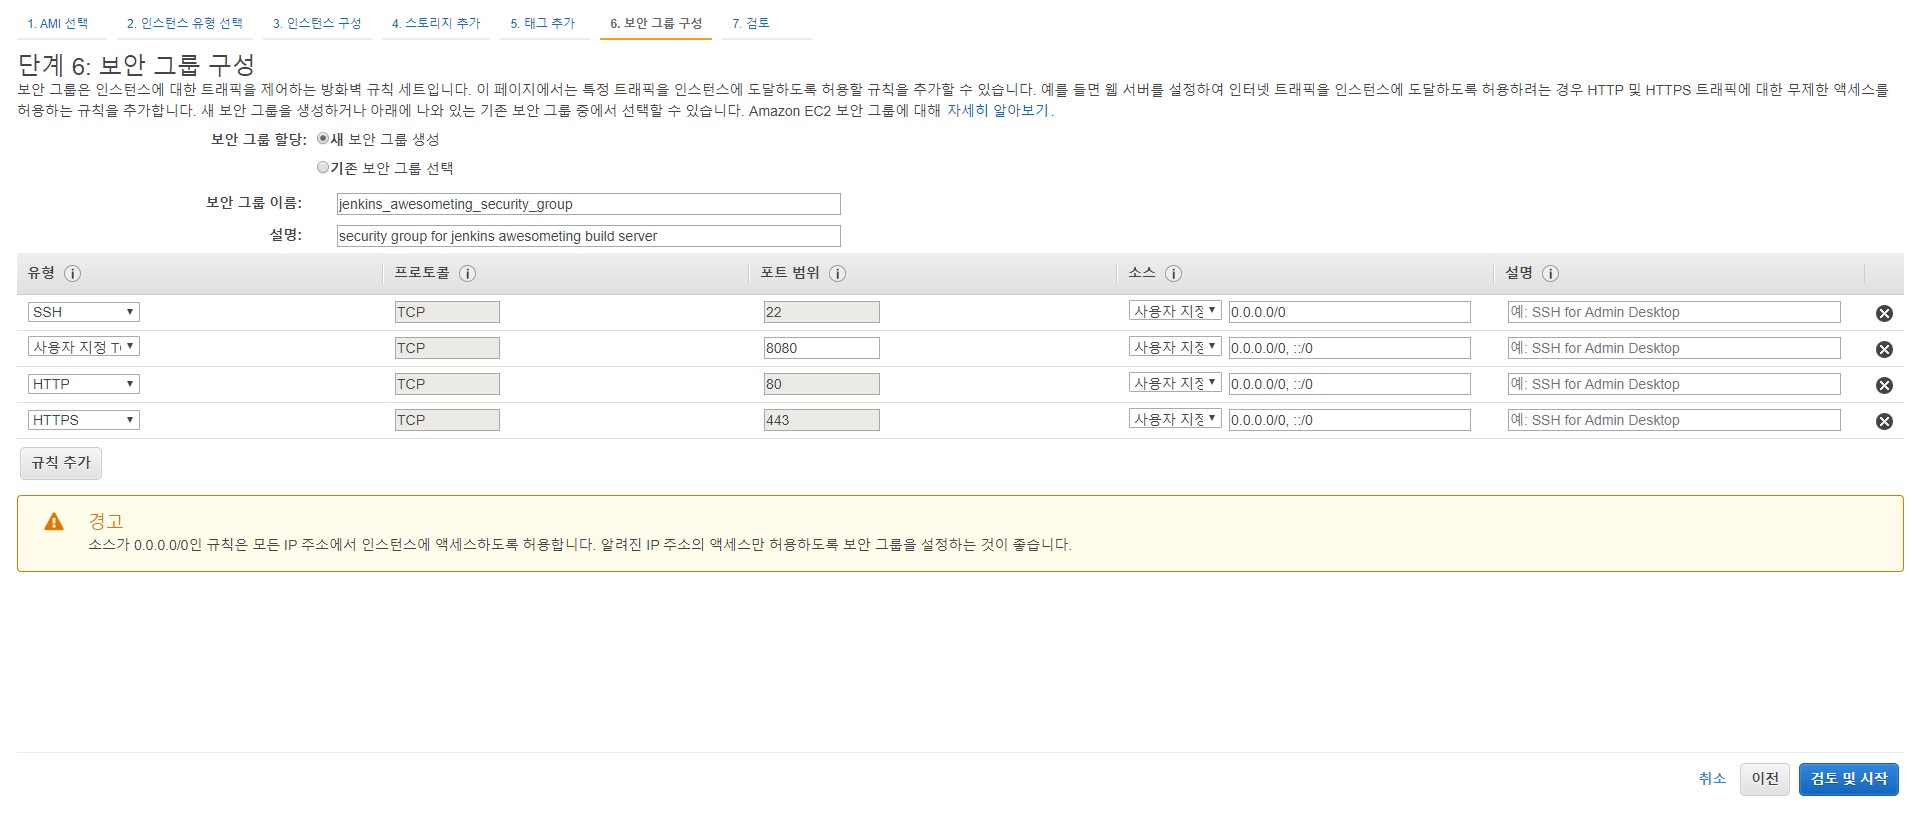 1. AMI 선택 2. 인스턴스 유형 선택 3. 인스턴스 구성 4. 스토리지 추가 5. 태그 추가 6. 보안 그룹 구성 7. 검토
단계 6: 보안 그룹 구성
보안 그룹은 인스턴스에 대한 트래픽을 제어하는 방화벽 규칙 세트입니다. 이 페이지에서는 특정 트래픽을 인스턴스에 도달하도록 허용할 규칙을 추가할 수 있습니다. 예를 들면 웹 서버를 설정하여 인터넷 트래픽을 인스턴스에 도달하도록 허용하려는 경우 HTTP 및 HTTPS 트래픽에 대한 무제한 액세스를
허용하는 규칙을 추가합니다. 새 보안 그룹을 생성하거나 아래에 나와 있는 기존 보안 그룹 중에서 선택할 수 있습니다. Amazon EC2 보안 그룹에 대해 자세히 알아보기.
보안 그룹 할당: 새 보안 그룹 생성
기존 보안 그룹 선택
보안 그룹 이름: jenkins_awesometing_security_group
설명: security group for jenkins awesometing build server
유형 프로토콜 포트 범위 소스 설명
SSH TCP 22 사용자 지정 0.0.0.0/0 예: SSH for Admin Desktop
사용자 지정 TCP 8080 사용자 지정 0.0.0.0/0, ::/0 예: SSH for Admin Desktop
HTTP TCP 80 사용자 지정 0.0.0.0/0, ::/0 예: SSH for Admin Desktop
HTTPS TCP 443 사용자 지정 0.0.0.0/0, ::/0 예: SSH for Admin Desktop
규칙 추가
경고
소스가 0.0.0.0/0인 규칙은 모든 IP 주소에서 인스턴스에 액세스하도록 허용합니다. 알려진 IP 주소의 액세스만 허용하도록 보안 그룹을 설정하는 것이 좋습니다.
취소 이전 검토 및 시작